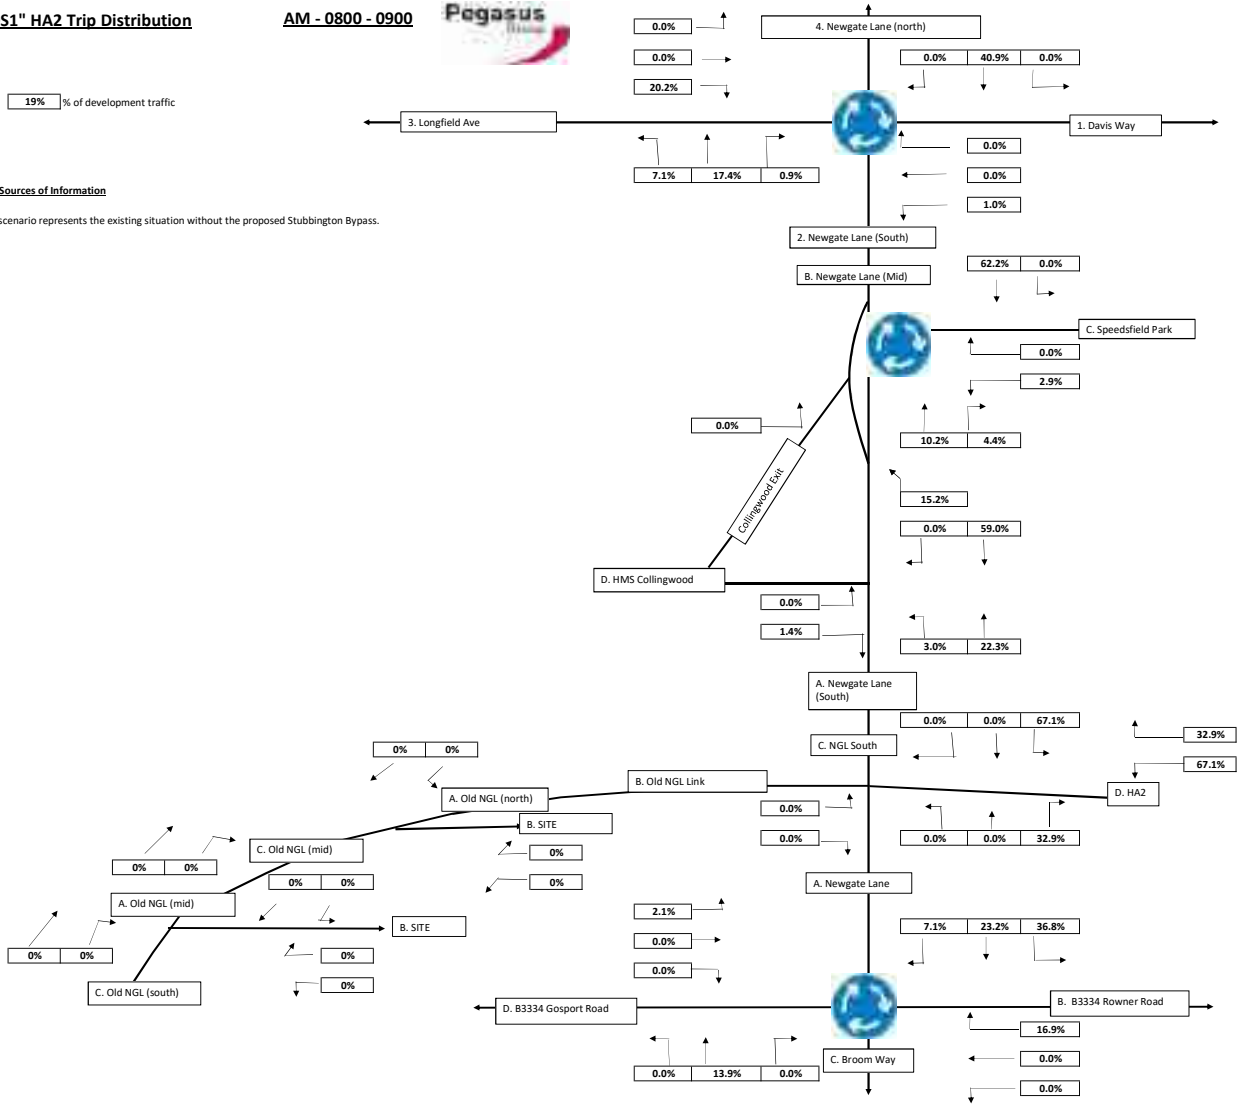 S1" HA2 Trip Distribution
AM - 0800 - 0900
Pegasus
0.0%
4. Newgate Lane (north)
0.0%
0.0% 40.9% 0.0%
20.2%
19% % of development traffic
3. Longfield Ave
1. Davis Way
0.0%
7.1% 17.4% 0.9%
0.0%
Sources of Information
1.0%
scenario represents the existing situation without the proposed Stubbington Bypass.
2. Newgate Lane (South)
62.2% 0.0%
B. Newgate Lane (Mid)
C. Speedsfield Park
0.0%
2.9%
0.0%
10.2% 4.4%
Collingwood Exit
15.2%
0.0% 59.0%
D. HMS Collingwood
0.0%
1.4%
3.0% 22.3%
A. Newgate Lane
(South)
0.0% 0.0% 67.1%
32.9%
0% 0%
C. NGL South
67.1%
B. Old NGL Link
D. HA2
A. Old NGL (north)
0.0%
B. SITE
0.0%
0.0% 0.0% 32.9%
C. Old NGL (mid)
0%
0% 0%
0% 0%
0%
A. Newgate Lane
A. Old NGL (mid)
2.1%
B. SITE
7.1% 23.2% 36.8%
0.0%
0% 0%
0%
0.0%
0%
C. Old NGL (south)
D. B3334 Gosport Road
B. B3334 Rowner Road
16.9%
C. Broom Way
0.0%
0.0% 13.9% 0.0%
0.0%